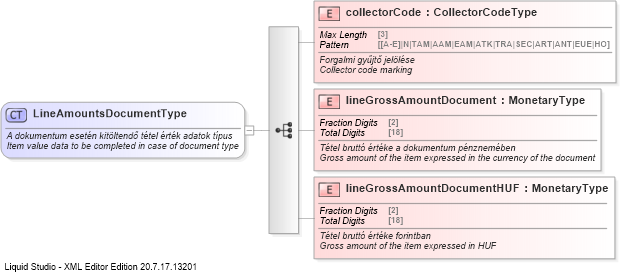 E collectorCode : CollectorCodeType
Max Length [3]
Pattern [[A-E]|N|TAM|AAM|EAM|ATK|TRA|SEC|ART|ANT|EUE|HO]
Forgalmi gyűjtő jelölése
Collector code marking
CT LineAmountsDocumentType
A dokumentum esetén kitöltendő tétel érték adatok típus
Item value data to be completed in case of document type
E lineGrossAmountDocument : MonetaryType
Fraction Digits [2]
Total Digits [18]
Tétel bruttó értéke a dokumentum pénznemében
Gross amount of the item expressed in the currency of the document
E lineGrossAmountDocumentHUF : MonetaryType
Fraction Digits [2]
Total Digits [18]
Tétel bruttó értéke forintban
Gross amount of the item expressed in HUF
Liquid Studio - XML Editor Edition 20.7.17.13201